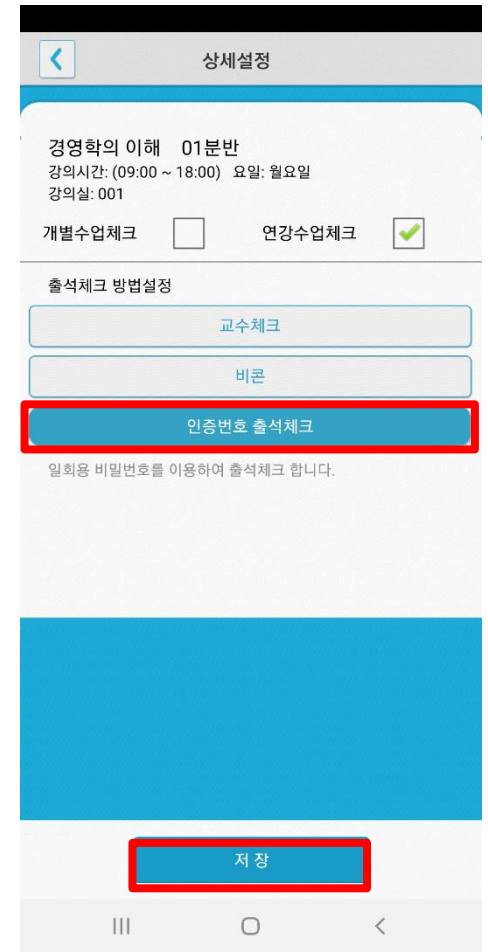 상세설정
경영학의 이해 01분반
강의시간: (09:00 ~ 18:00) 요일: 월요일
강의실: 001
개별수업체크 연강수업체크
출석체크 방법설정
교수체크
비콘
인증번호 출석체크
일회용 비밀번호를 이용하여 출석체크 합니다.
저 장